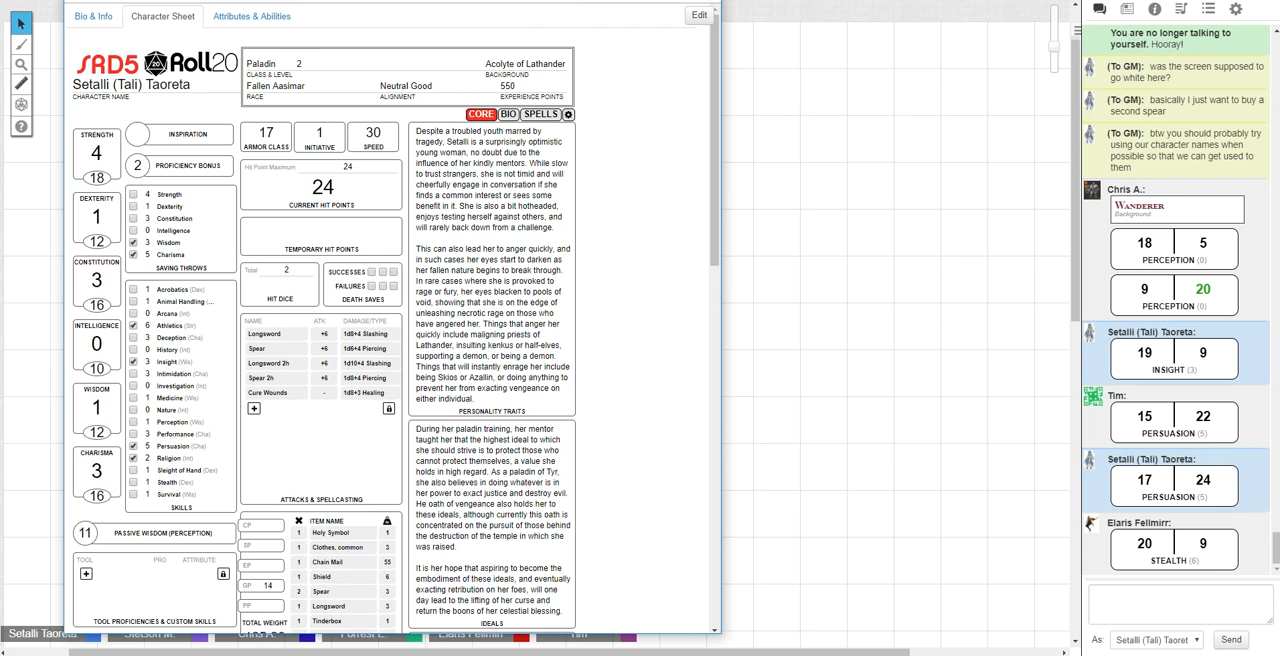 Bio & Info
Character Sheet
Attributes & Abilities
Edit
SRD5 Roll20
Setalli (Tali) Taoreta
CHARACTER NAME
Paladin 2
CLASS & LEVEL
Acolyte of Lathander
BACKGROUND
Fallen Aasimar
RACE
Neutral Good
ALIGNMENT
550
EXPERIENCE POINTS
CORE BIO SPELLS
STRENGTH
4
18
DEXTERITY
1
12
CONSTITUTION
3
16
INTELLIGENCE
0
10
WISDOM
1
12
CHARISMA
3
16
INSPIRATION
2 PROFICIENCY BONUS
4 Strength
1 Dexterity
3 Constitution
0 Intelligence
3 Wisdom
5 Charisma
SAVING THROWS
1 Acrobatics (Dex)
1 Animal Handling (...
0 Arcana (Int)
6 Athletics (Str)
3 Deception (Cha)
0 History (Int)
3 Insight (Wis)
3 Intimidation (Cha)
0 Investigation (Int)
1 Medicine (Wis)
0 Nature (Int)
1 Perception (Wis)
3 Performance (Cha)
5 Persuasion (Cha)
2 Religion (Int)
1 Sleight of Hand (Dex)
1 Stealth (Dex)
1 Survival (Wis)
SKILLS
11 PASSIVE WISDOM (PERCEPTION)
TOOL PRO ATTRIBUTE
TOOL PROFICIENCIES & CUSTOM SKILLS
17
ARMOR CLASS
1
INITIATIVE
30
SPEED
Hit Point Maximum 24
24
CURRENT HIT POINTS
TEMPORARY HIT POINTS
Total 2
HIT DICE
SUCCESSES
FAILURES
DEATH SAVES
NAME ATK DAMAGE/TYPE
Longsword +6 1d8+4 Slashing
Spear +6 1d6+4 Piercing
Longsword 2h +6 1d10+4 Slashing
Spear 2h +6 1d8+4 Piercing
Cure Wounds - 1d8+3 Healing
ATTACKS & SPELLCASTING
CP
SP
EP
GP 14
PP
TOTAL WEIGHT
ITEM NAME
1 Holy Symbol 1
1 Clothes, common 3
1 Chain Mail 55
1 Shield 6
2 Spear 3
1 Longsword 3
1 Tinderbox 1
Despite a troubled youth marred by
tragedy, Setalli is a surprisingly optimistic
young woman, no doubt due to the
influence of her kindly mentors. While slow
to trust strangers, she is not timid and will
cheerfully engage in conversation if she
finds a common interest or sees some
benefit in it. She is also a bit hotheaded,
enjoys testing herself against others, and
will rarely back down from a challenge.
This can also lead her to anger quickly, and
in such cases her eyes start to darken as
her fallen nature begins to break through.
In rare cases where she is provoked to
rage or fury, her eyes blacken to pools of
void, showing that she is on the edge of
unleashing necrotic rage on those who
have angered her. Things that anger her
quickly include maligning priests of
Lathander, insulting kenkus or half-elves,
supporting a demon, or being a demon.
Things that will instantly enrage her include
being Skios or Azallin, or doing anything to
prevent her from exacting vengeance on
either individual.
PERSONALITY TRAITS
During her paladin training, her mentor
taught her that the highest ideal to which
she should strive is to protect those who
cannot protect themselves, a value she
holds in high regard. As a paladin of Tyr,
she also believes in doing whatever is in
her power to exact justice and destroy evil.
He oath of vengeance also holds her to
these ideals, although currently this oath is
concentrated on the pursuit of those behind
the destruction of the temple in which she
was raised.
It is her hope that aspiring to become the
embodiment of these ideals, and eventually
exacting retribution on her foes, will one
day lead to the lifting of her curse and
return the boons of her celestial blessing.
IDEALS
Setalli Taoreta
Stetson M.
Chris A.
Forrest L.
Elaris Fellmirr
Tim
You are no longer talking to
yourself. Hooray!
(To GM): was the screen supposed to
go white here?
(To GM): basically I just want to buy a
second spear
(To GM): btw you should probably try
using our character names when
possible so that we can get used to
them
Chris A.:
WANDERER
Background:
18 5
PERCEPTION (0)
9 20
PERCEPTION (0)
Setalli (Tali) Taoreta:
19 9
INSIGHT (3)
Tim:
15 22
PERSUASION (5)
Setalli (Tali) Taoreta:
17 24
PERSUASION (5)
Elaris Fellmirr:
20 9
STEALTH (6)
As: Setalli (Tali) Taoret
Send